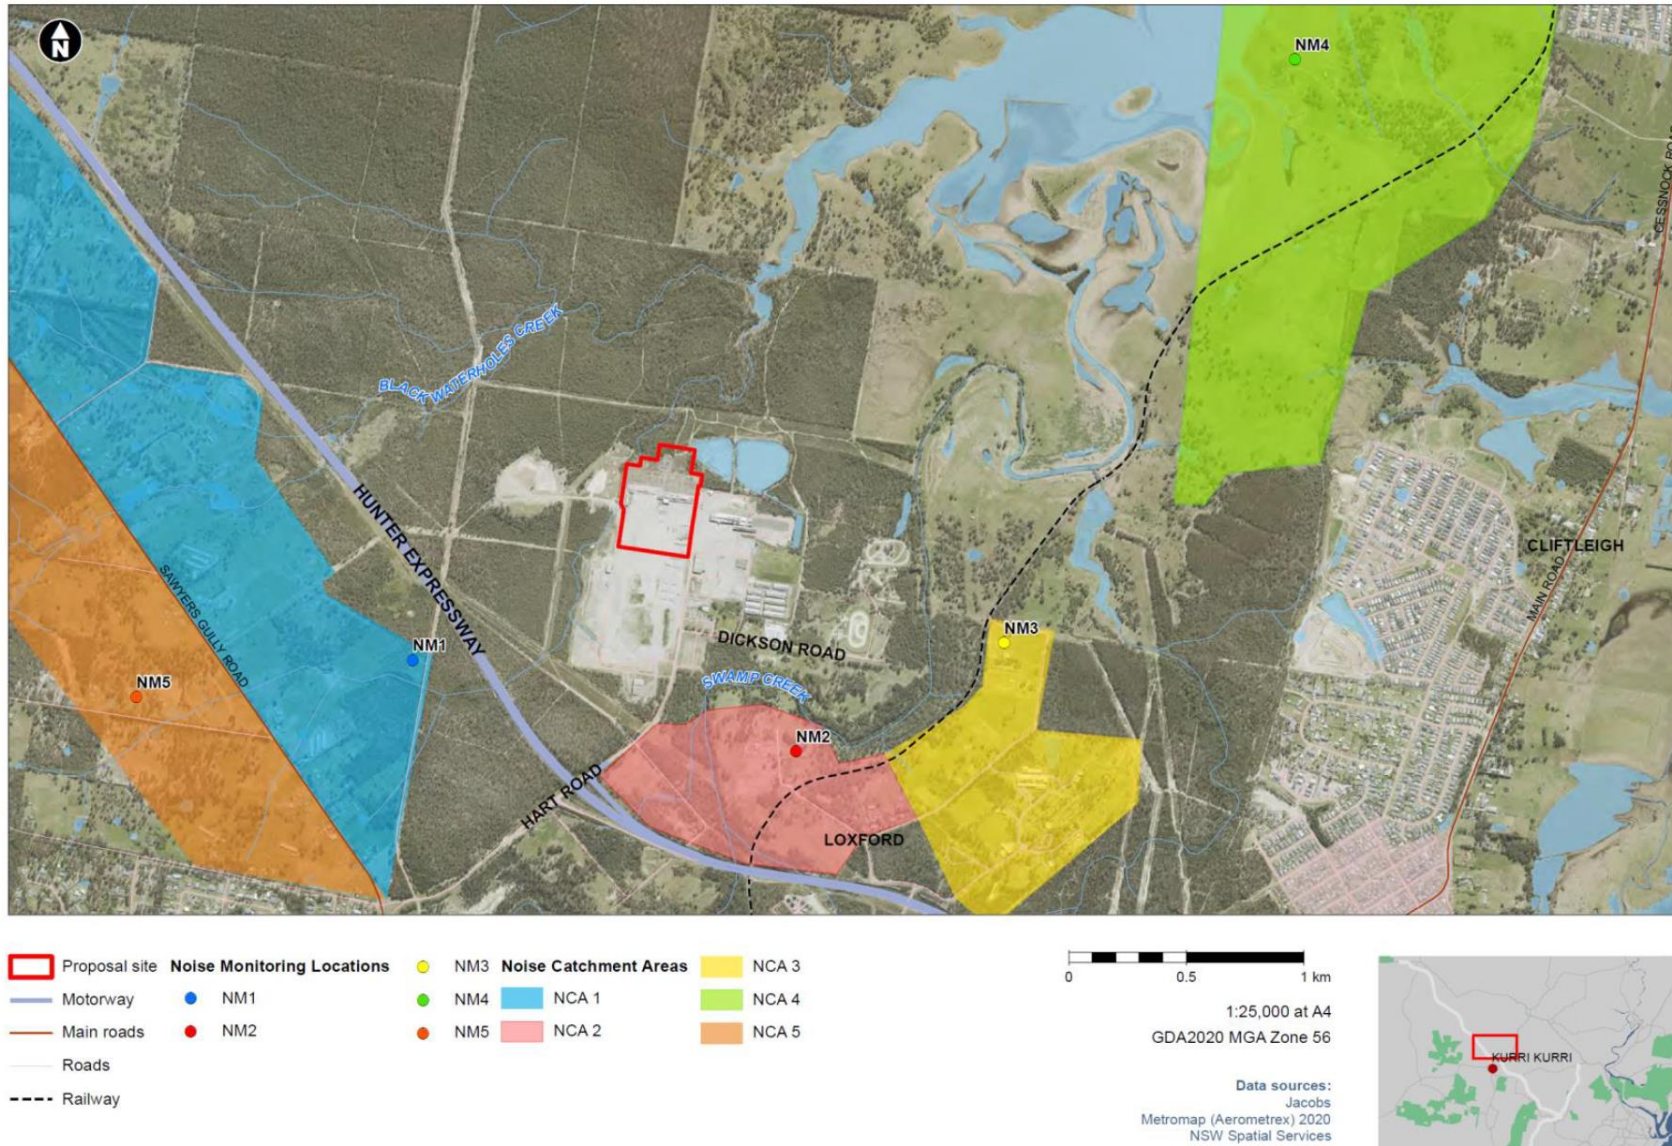 N
NM4
CESSNOCK RD
BLACK WATERHOLES CREEK
HUNTER EXPRESSWAY
CLIFTLEIGH
MAIN ROAD
SAWYERS GULLY ROAD
NM1
NM3
DICKSON ROAD
SWAMP CREEK
NM5
NM2
HART ROAD
LOXFORD
Proposal site
Motorway
Main roads
Roads
Railway
Noise Monitoring Locations
NM1
NM2
NM3
NM4
NM5
Noise Catchment Areas
NCA 1
NCA 2
NCA 3
NCA 4
NCA 5
0 0.5 1 km
1:25,000 at A4
GDA2020 MGA Zone 56
Data sources:
Jacobs
Metromap (Aerometrex) 2020
NSW Spatial Services
KURRI KURRI